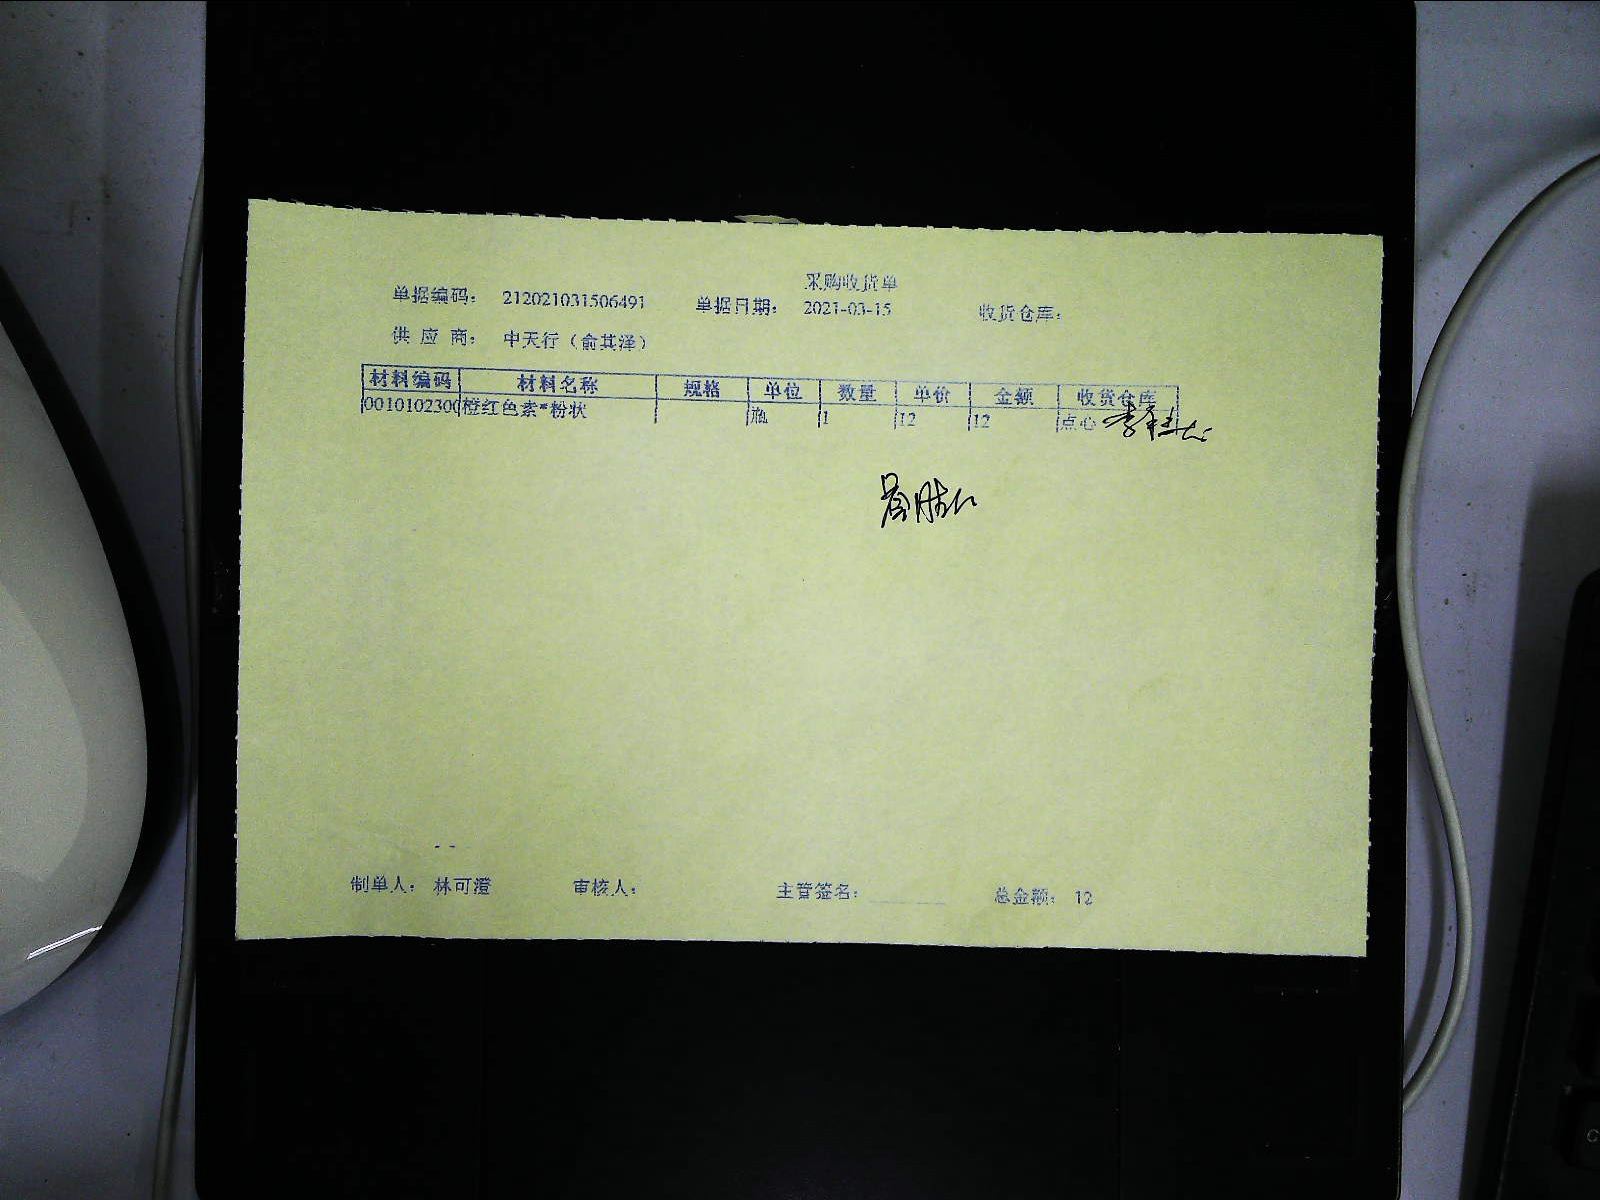 采购收货单
单据编码: 212021031506491 单据日期: 2021-03-15 收货仓库:
供 应 商: 中天行(俞其泽)
材料编码 材料名称 规格 单位 数量 单价 金额 收货仓库
0010102300 橙红色素*粉状 瓶 1 12 12 点心
制单人: 林可澄 审核人: 主管签名: 总金额: 12